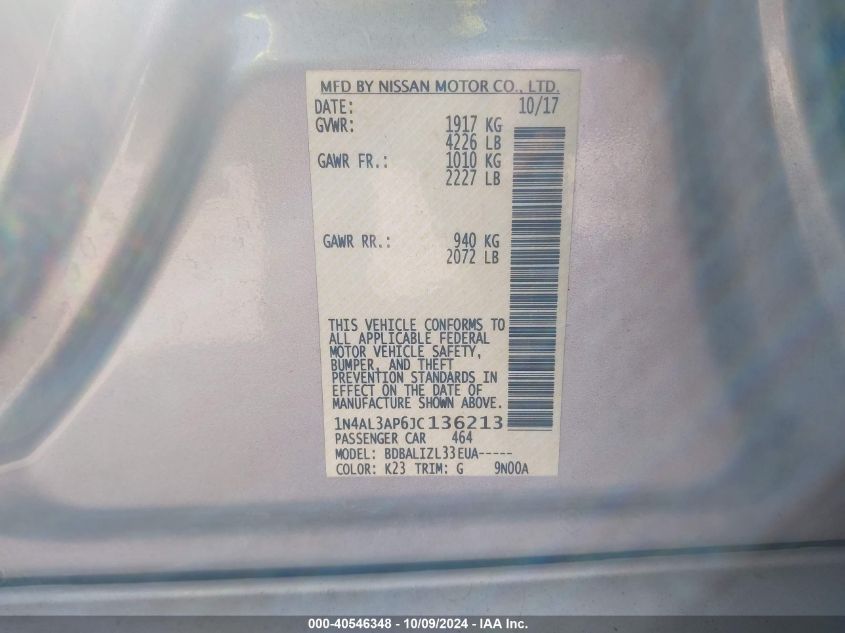 MFD BY NISSAN MOTOR CO., LTD.
DATE: 10/17
GVWR: 1917 KG
4226 LB
GAWR FR.: 1010 KG
2227 LB
GAWR RR.: 940 KG
2072 LB
THIS VEHICLE CONFORMS TO
ALL APPLICABLE FEDERAL
MOTOR VEHICLE SAFETY,
BUMPER, AND THEFT
PREVENTION STANDARDS IN
EFFECT ON THE DATE OF
MANUFACTURE SHOWN ABOVE.
1N4AL3AP6JC136213
PASSENGER CAR 464
MODEL: BDBALIZL33EUA-----
COLOR: K23 TRIM: G 9N00A
000-40546348 - 10/09/2024 - IAA Inc.